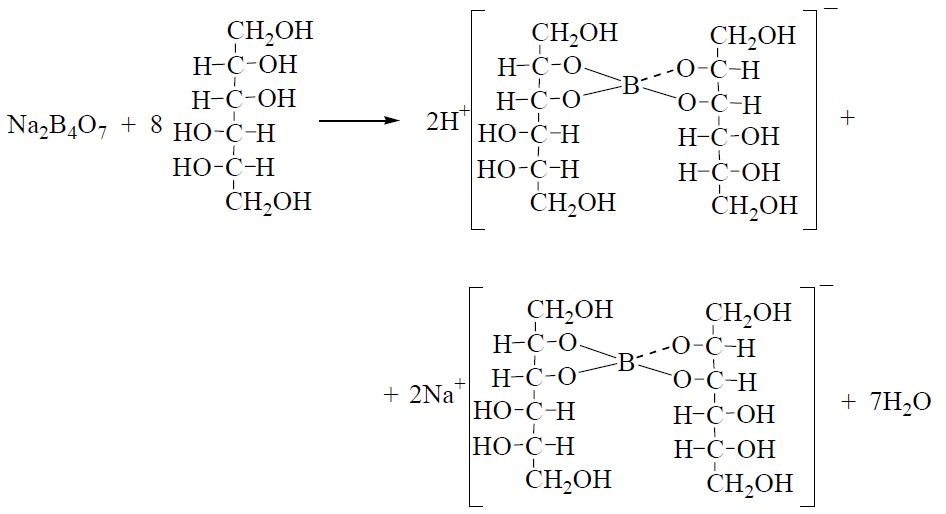 Na₂B₄O₇ + 8
CH₂OH
H–C–OH
H–C–OH
HO–C–H
HO–C–H
CH₂OH
→ 2H⁺
[
CH₂OH
H–C–O
H–C–O
HO–C–H
HO–C–H
CH₂OH
B
CH₂OH
O–C–H
O–C–H
H–C–OH
H–C–OH
CH₂OH
]⁻ +
+ 2Na⁺
[
CH₂OH
H–C–O
H–C–O
HO–C–H
HO–C–H
CH₂OH
B
CH₂OH
O–C–H
O–C–H
H–C–OH
H–C–OH
CH₂OH
]⁻ + 7H₂O